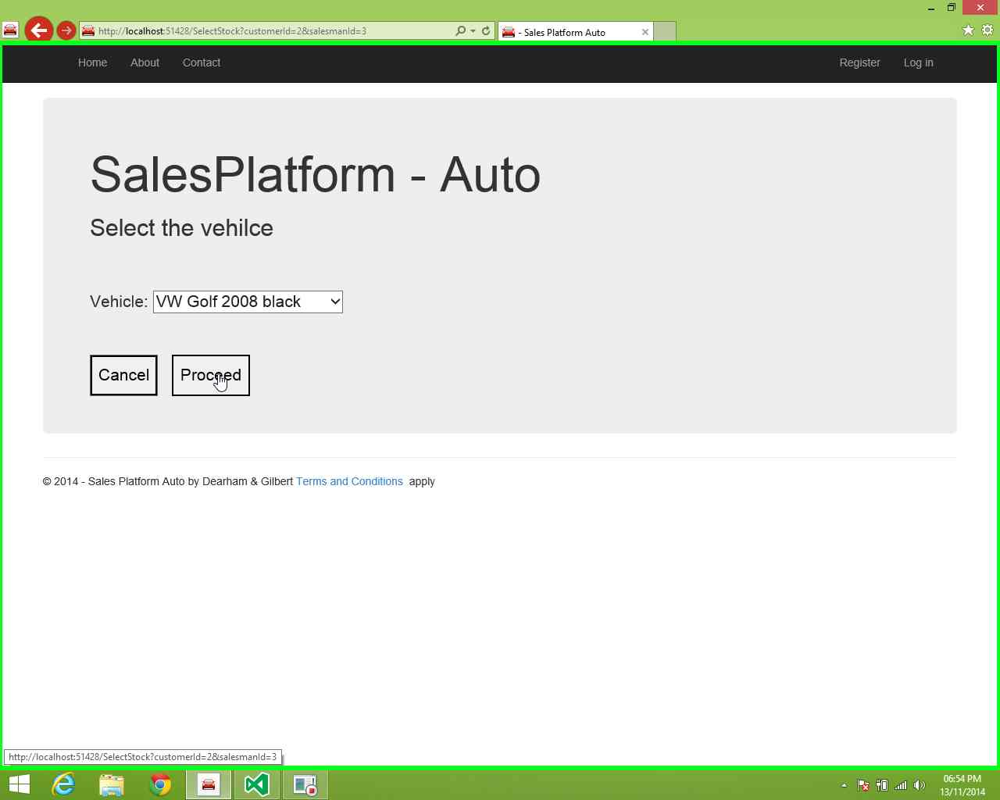 http://localhost:51428/SelectStock?customerId=2&salesmanId=3
- Sales Platform Auto
Home About Contact Register Log in
SalesPlatform - Auto
Select the vehilce
Vehicle: VW Golf 2008 black
Cancel Proceed
© 2014 - Sales Platform Auto by Dearham & Gilbert Terms and Conditions apply
http://localhost:51428/SelectStock?customerId=2&salesmanId=3
06:54 PM
13/11/2014